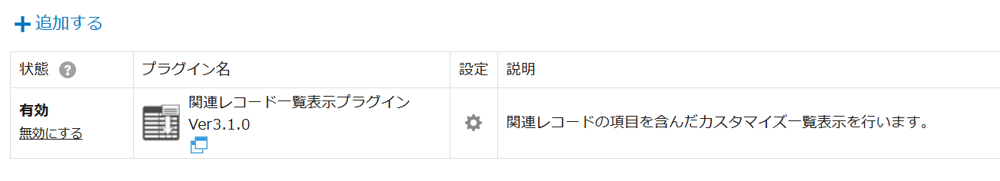 追加する
状態 ?
プラグイン名
設定
説明
有効
無効にする
関連レコード一覧表示プラグイン
Ver3.1.0
関連レコードの項目を含んだカスタマイズ一覧表示を行います。